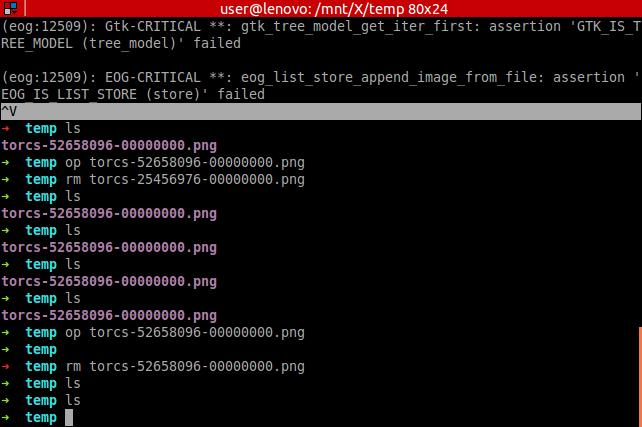 user@lenovo: /mnt/X/temp 80x24
(eog:12509): Gtk-CRITICAL **: gtk_tree_model_get_iter_first: assertion 'GTK_IS_T
REE_MODEL (tree_model)' failed
(eog:12509): EOG-CRITICAL **: eog_list_store_append_image_from_file: assertion '
EOG_IS_LIST_STORE (store)' failed
^V
➜  temp ls
torcs-52658096-00000000.png
➜  temp op torcs-52658096-00000000.png
➜  temp rm torcs-25456976-00000000.png
➜  temp ls
torcs-52658096-00000000.png
➜  temp ls
torcs-52658096-00000000.png
➜  temp ls
torcs-52658096-00000000.png
➜  temp ls
torcs-52658096-00000000.png
➜  temp op torcs-52658096-00000000.png
➜  temp
➜  temp rm torcs-52658096-00000000.png
➜  temp ls
➜  temp ls
➜  temp